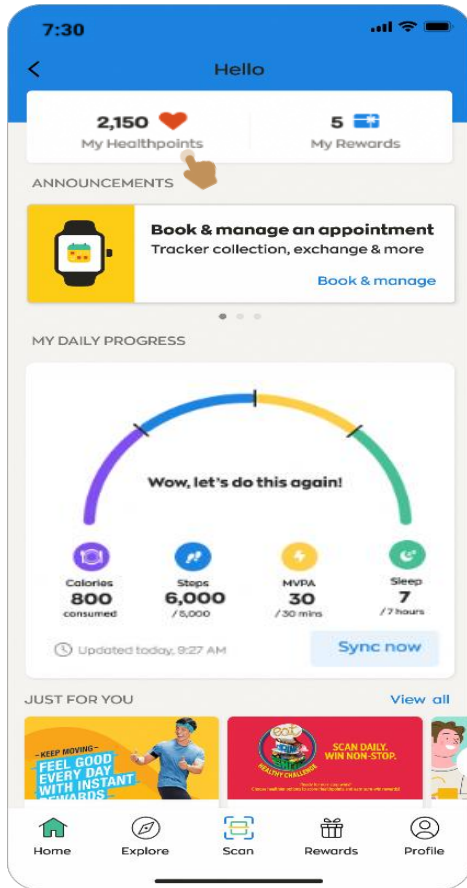 7:30
Hello
2,150
My Healthpoints
5
My Rewards
ANNOUNCEMENTS
Book & manage an appointment
Tracker collection, exchange & more
Book & manage
MY DAILY PROGRESS
Wow, let's do this again!
Calories
800
consumed
Steps
6,000
/5,000
MVPA
30
/30 mins
Sleep
7
/7 hours
Updated today, 9:27 AM
Sync now
JUST FOR YOU
View all
-KEEP MOVING-
FEEL GOOD
EVERY DAY
WITH INSTANT
REWARDS
HEALTHY CHALLENGE
SCAN DAILY.
WIN NON-STOP.
Home
Explore
Scan
Rewards
Profile